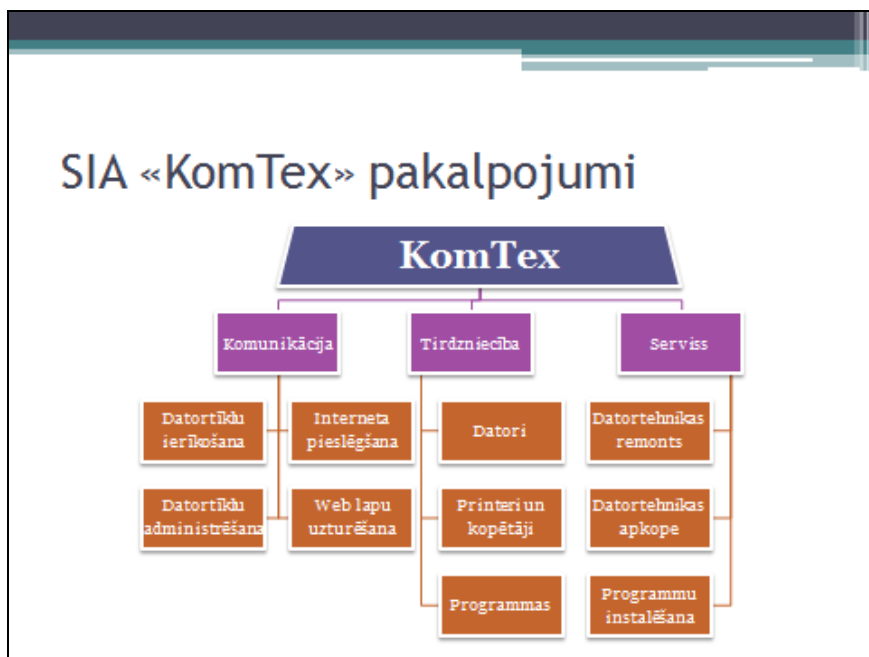 SIA «KomTex» pakalpojumi
KomTex
Komunikācija
Tirdzniecība
Serviss
Datortīklu
ierīkošana
Interneta
pieslēgšana
Datori
Datortehnikas
remonts
Datortīklu
administrēšana
Web lapu
uzturēšana
Printeri un
kopētāji
Datortehnikas
apkope
Programmas
Programmu
instalēšana